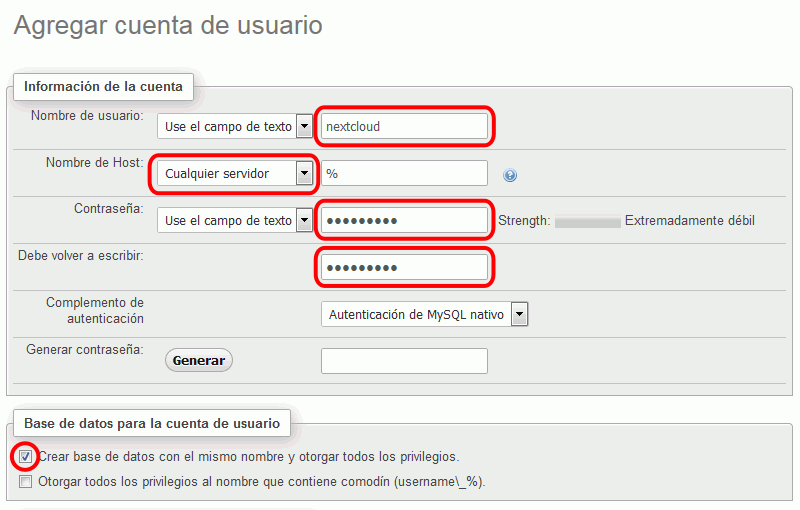 Agregar cuenta de usuario
Información de la cuenta
Nombre de usuario: Use el campo de texto nextcloud
Nombre de Host: Cualquier servidor %
Contraseña: Use el campo de texto ●●●●●●●●● Strength: Extremadamente débil
Debe volver a escribir: ●●●●●●●●●
Complemento de
autenticación
Autenticación de MySQL nativo
Generar contraseña: Generar
Base de datos para la cuenta de usuario
Crear base de datos con el mismo nombre y otorgar todos los privilegios.
Otorgar todos los privilegios al nombre que contiene comodín (username\_%).